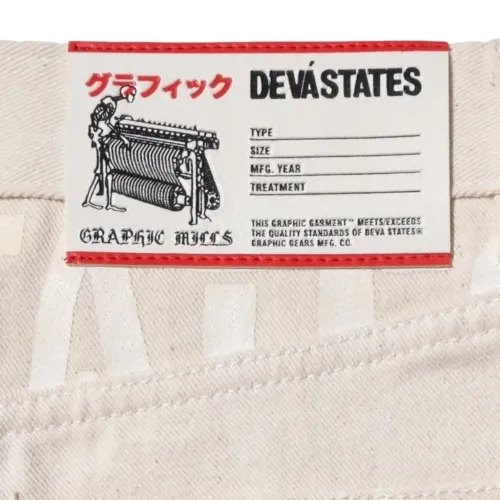 グラフィック
DEVÁSTATES
TYPE
SIZE
MFG. YEAR
TREATMENT
GRAPHIC MILLS
THIS GRAPHIC GARMENT™ MEETS/EXCEEDS
THE QUALITY STANDARDS OF DEVA STATES®
GRAPHIC GEARS MFG. CO.